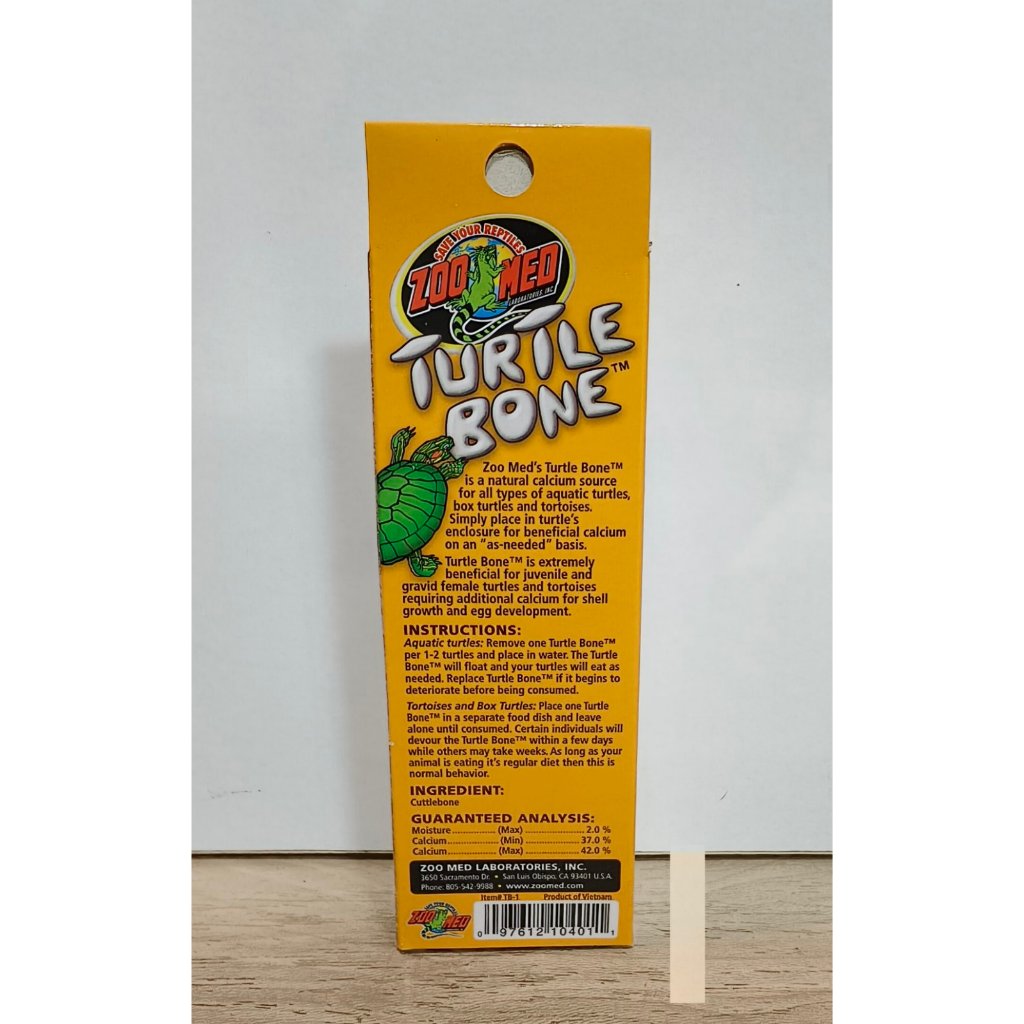 SAVE YOUR REPTILES
ZOO MED
LABORATORIES, INC.
TURTLE
BONE™
Zoo Med's Turtle Bone™
is a natural calcium source
for all types of aquatic turtles,
box turtles and tortoises.
Simply place in turtle's
enclosure for beneficial calcium
on an "as-needed" basis.
Turtle Bone™ is extremely
beneficial for juvenile and
gravid female turtles and tortoises
requiring additional calcium for shell
growth and egg development.
INSTRUCTIONS:
Aquatic turtles: Remove one Turtle Bone™
per 1-2 turtles and place in water. The Turtle
Bone™ will float and your turtles will eat as
needed. Replace Turtle Bone™ if it begins to
deteriorate before being consumed.
Tortoises and Box Turtles: Place one Turtle
Bone™ in a separate food dish and leave
alone until consumed. Certain individuals will
devour the Turtle Bone™ within a few days
while others may take weeks. As long as your
animal is eating it's regular diet then this is
normal behavior.
INGREDIENT:
Cuttlebone
GUARANTEED ANALYSIS:
Moisture ................ (Max) ...................... 2.0 %
Calcium .................. (Min) ..................... 37.0 %
Calcium .................. (Max) .................... 42.0 %
ZOO MED LABORATORIES, INC.
3650 Sacramento Dr. • San Luis Obispo, CA 93401 U.S.A.
Phone: 805-542-9988 • www.zoomed.com
Item# TB-1 Product of Vietnam
SAVE YOUR REPTILES
ZOO MED
0 97612 10401 1